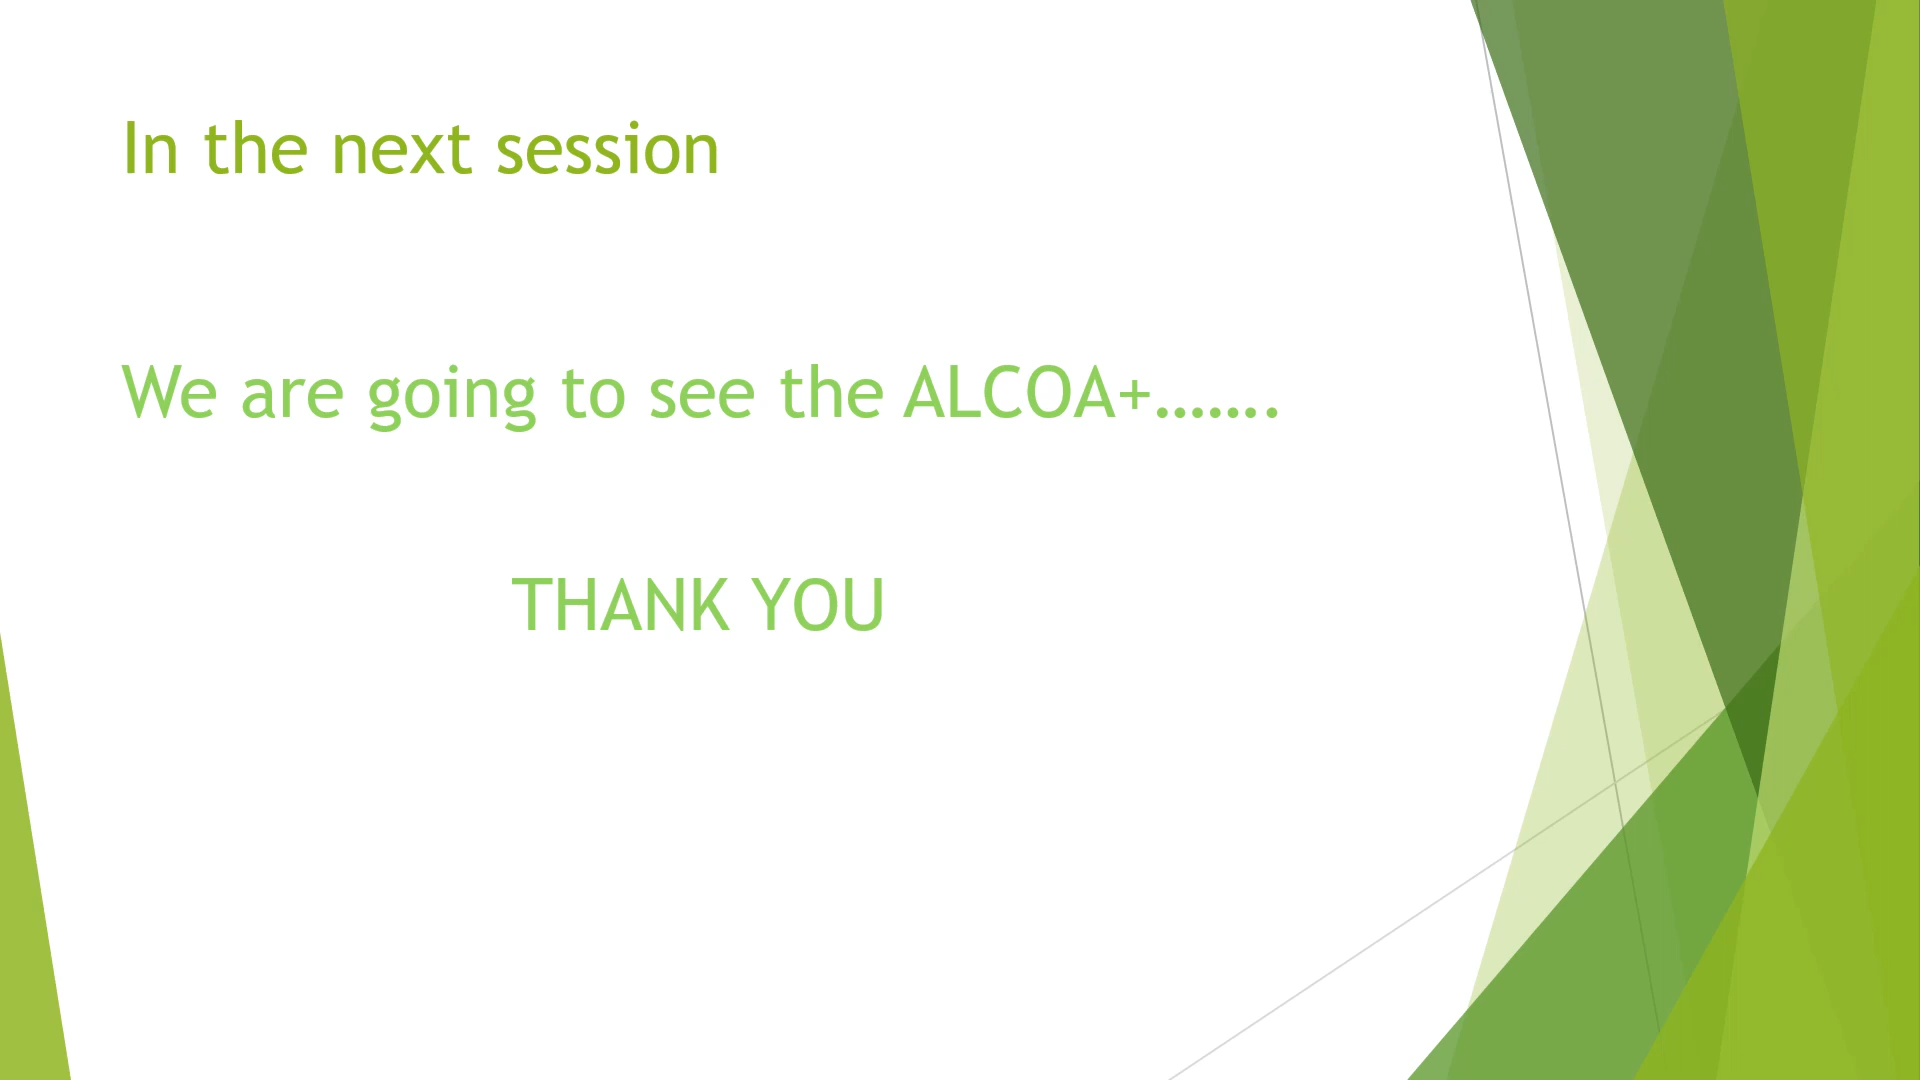 In the next session
We are going to see the ALCOA+…….
THANK YOU